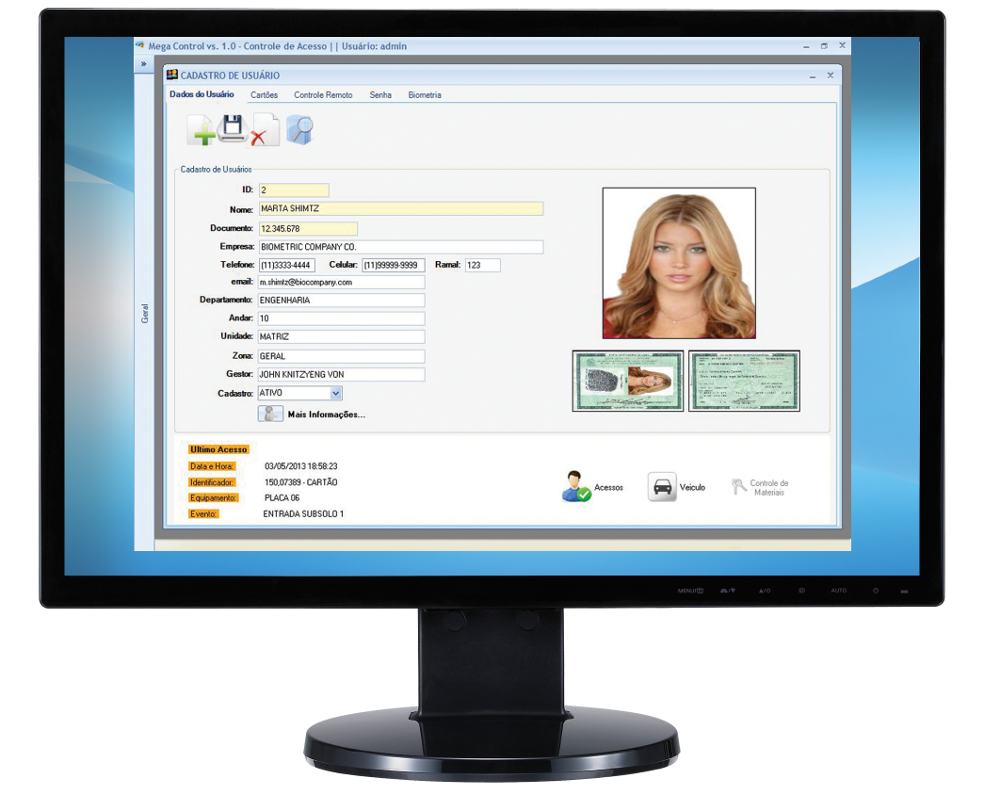 Mega Control vs. 1.0 - Controle de Acesso | | Usuário: admin
»
CADASTRO DE USUÁRIO
Dados do Usuário Cartões Controle Remoto Senha Biometria
Cadastro de Usuários
ID: 2
Nome: MARTA SHIMTZ
Documento: 12.345.678
Empresa: BIOMETRIC COMPANY CO.
Telefone: (11)3333-4444 Celular: (11)99999-9999 Ramal: 123
email: m.shimtz@biocompany.com
Departamento: ENGENHARIA
Andar: 10
Unidade: MATRIZ
Zona: GERAL
Gestor: JOHN KNITZYENG VON
Cadastro: ATIVO
Mais Informações...
Geral
Ultimo Acesso
Data e Hora: 03/05/2013 18:58:23
Identificador: 150,07389 - CARTÃO
Equipamento: PLACA 06
Evento: ENTRADA SUBSOLO 1
Acessos
Veiculo
Controle de
Materiais
MENU AUTO